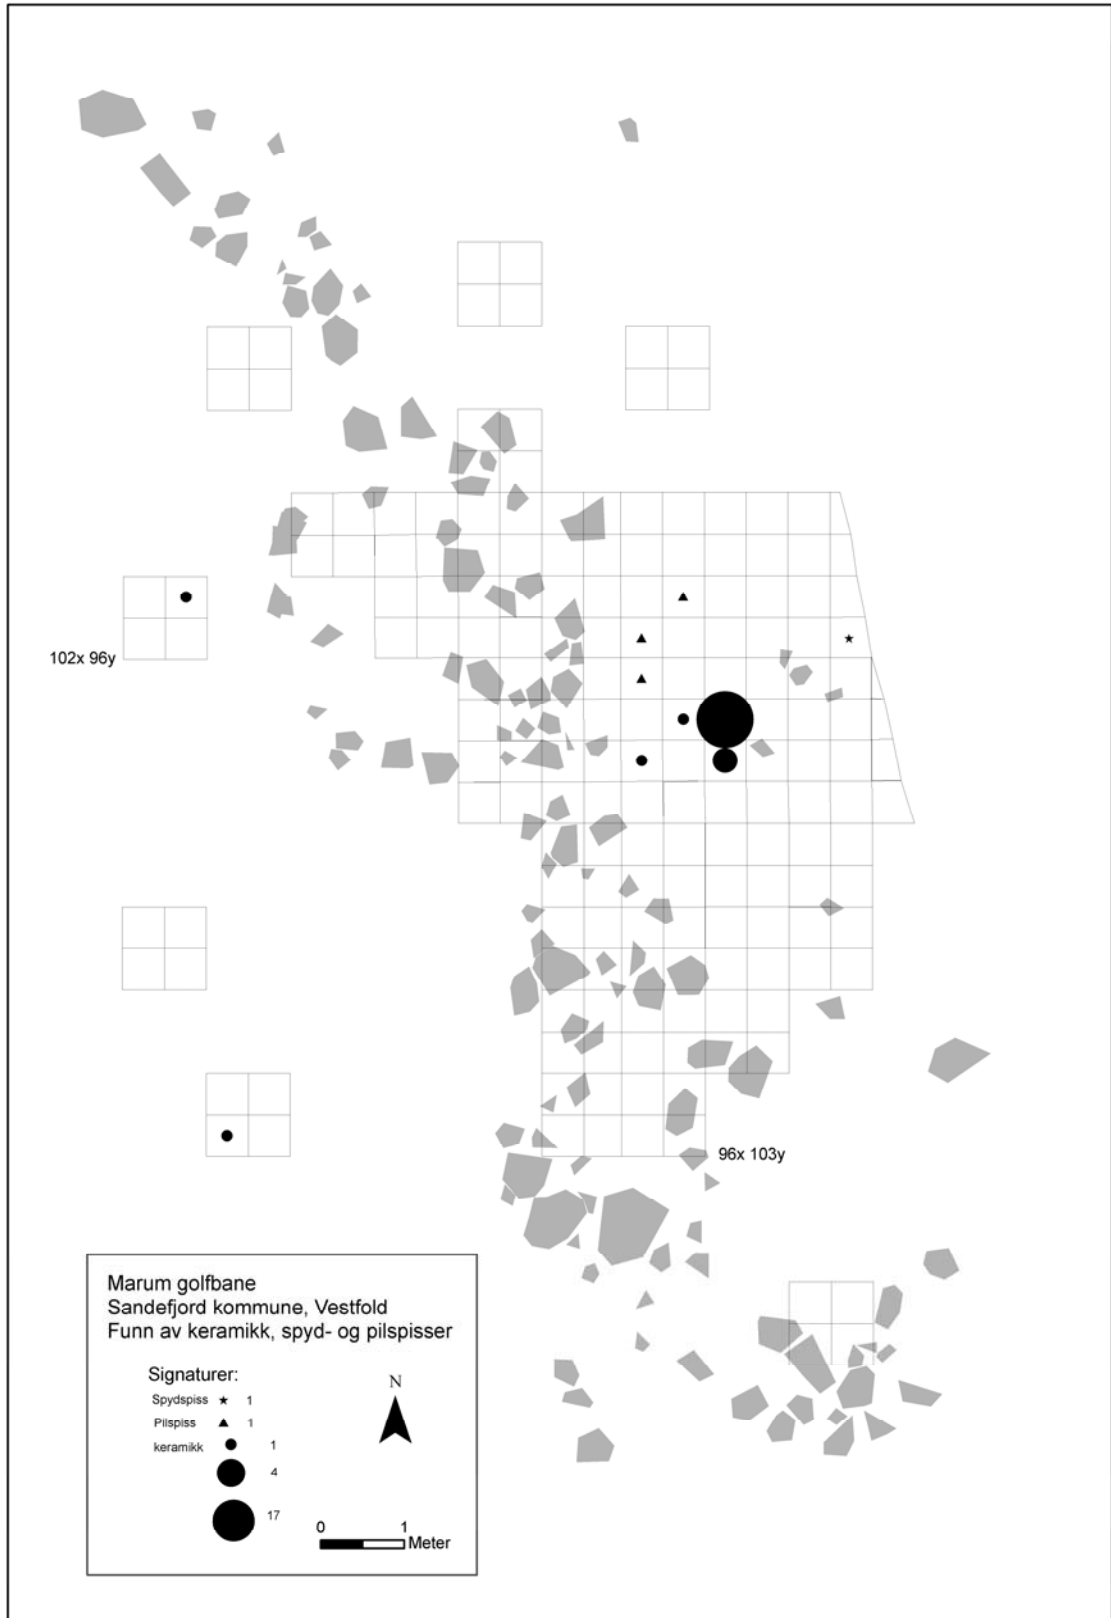 102x 96y
96x 103y
Marum golfbane
Sandefjord kommune, Vestfold
Funn av keramikk, spyd- og pilspisser
Signaturer:
Spydspiss 1
Pilspiss 1
keramikk 1
4
17
N
0 1
Meter